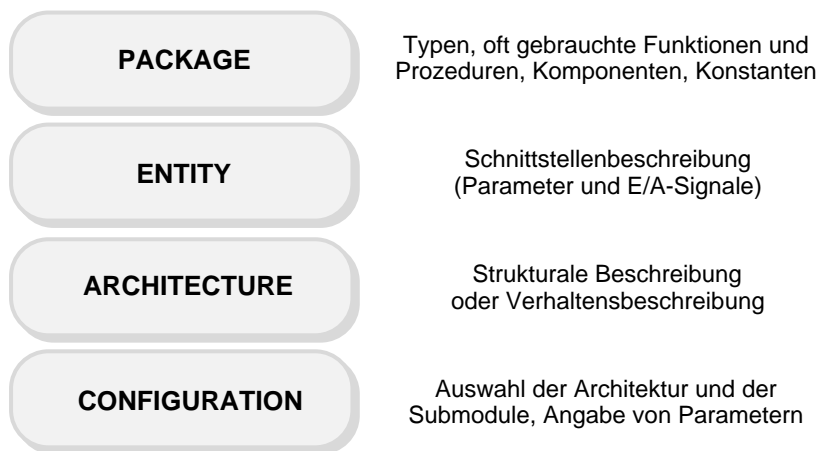 PACKAGE
Typen, oft gebrauchte Funktionen und
Prozeduren, Komponenten, Konstanten
ENTITY
Schnittstellenbeschreibung
(Parameter und E/A-Signale)
ARCHITECTURE
Strukturale Beschreibung
oder Verhaltensbeschreibung
CONFIGURATION
Auswahl der Architektur und der
Submodule, Angabe von Parametern